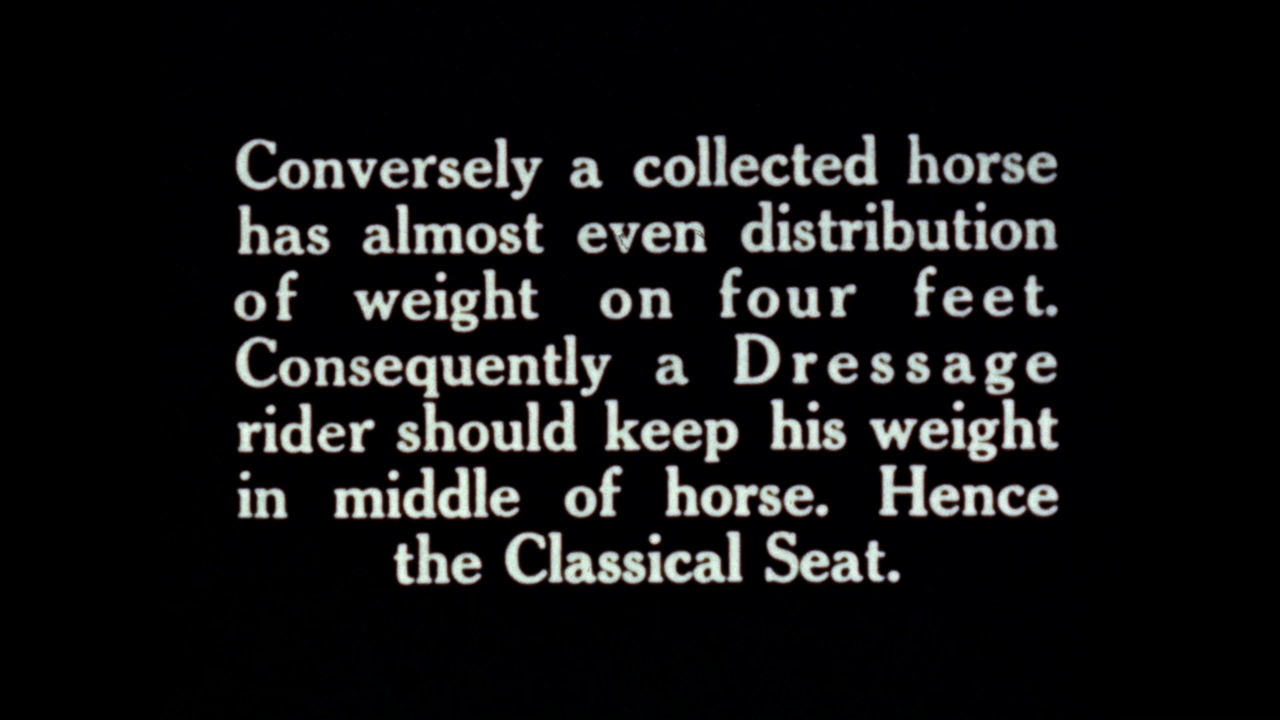 Conversely a collected horse
has almost even distribution
of weight on four feet.
Consequently a Dressage
rider should keep his weight
in middle of horse. Hence
the Classical Seat.